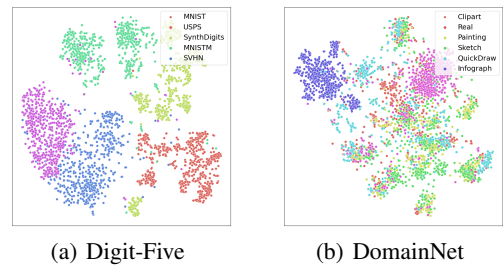 MNIST
USPS
SynthDigits
MNISTM
SVHN
Clipart
Real
Painting
Sketch
QuickDraw
Infograph
(a) Digit-Five
(b) DomainNet